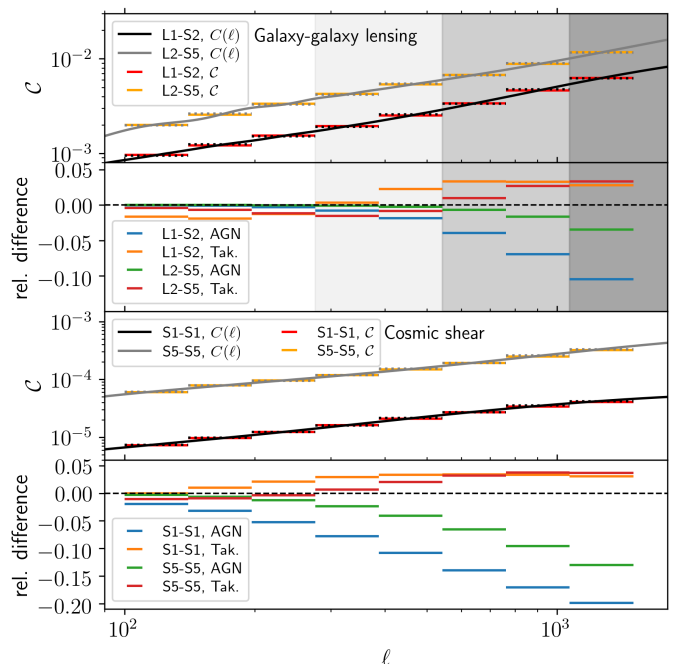 L1-S2, C(ℓ)
L2-S5, C(ℓ)
L1-S2, 𝒞
L2-S5, 𝒞
Galaxy-galaxy lensing
10⁻²
10⁻³
𝒞
0.05
0.00
−0.05
−0.10
rel. difference
L1-S2, AGN
L1-S2, Tak.
L2-S5, AGN
L2-S5, Tak.
10⁻³
10⁻⁴
10⁻⁵
𝒞
S1-S1, C(ℓ)
S5-S5, C(ℓ)
S1-S1, 𝒞
S5-S5, 𝒞
Cosmic shear
0.05
0.00
−0.05
−0.10
−0.15
−0.20
rel. difference
S1-S1, AGN
S1-S1, Tak.
S5-S5, AGN
S5-S5, Tak.
10²
10³
ℓ